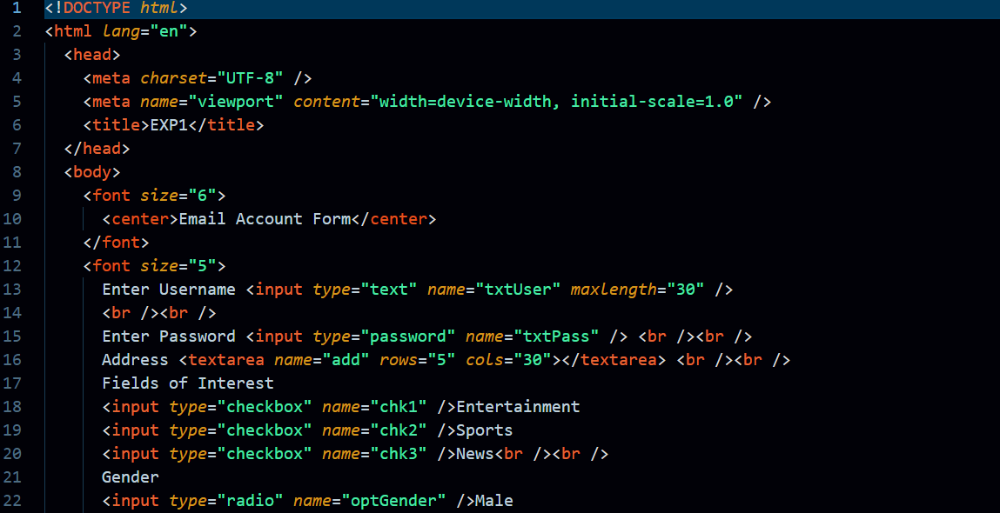 1 <!DOCTYPE html>
2 <html lang="en">
3   <head>
4     <meta charset="UTF-8" />
5     <meta name="viewport" content="width=device-width, initial-scale=1.0" />
6     <title>EXP1</title>
7   </head>
8   <body>
9     <font size="6">
10       <center>Email Account Form</center>
11     </font>
12     <font size="5">
13       Enter Username <input type="text" name="txtUser" maxlength="30" />
14       <br /><br />
15       Enter Password <input type="password" name="txtPass" /> <br /><br />
16       Address <textarea name="add" rows="5" cols="30"></textarea> <br /><br />
17       Fields of Interest
18       <input type="checkbox" name="chk1" />Entertainment
19       <input type="checkbox" name="chk2" />Sports
20       <input type="checkbox" name="chk3" />News<br /><br />
21       Gender
22       <input type="radio" name="optGender" />Male